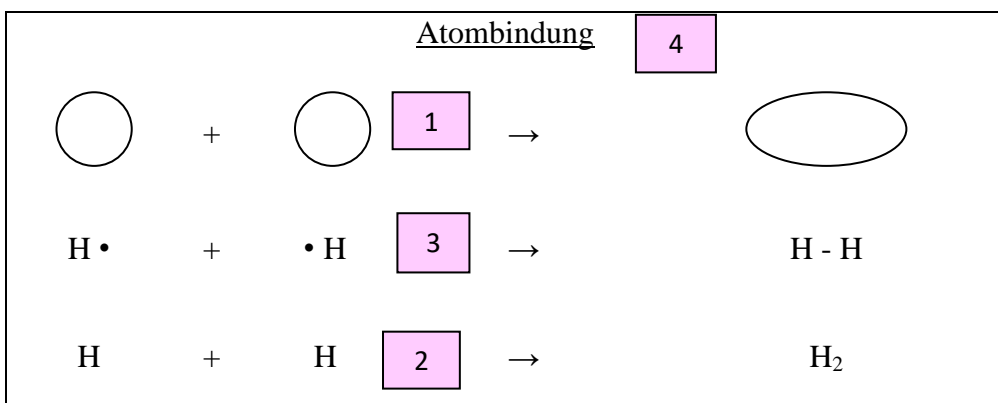 Atombindung 4
+ 1 →
H • + • H 3 → H - H
H + H 2 → H₂